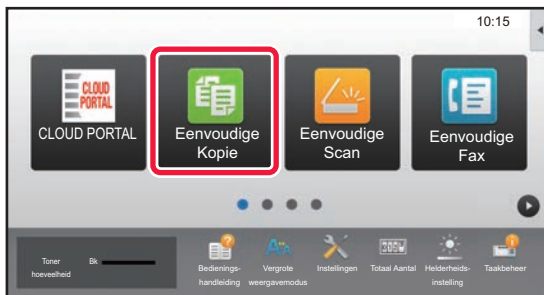 10:15
CLOUD
PORTAL
CLOUD PORTAL
Eenvoudige
Kopie
Eenvoudige
Scan
Eenvoudige
Fax
Toner
hoeveelheid
Bk
Bedienings-
handleiding
Vergrote
weergavemodus
Instellingen
Totaal Aantal
Helderheids-
instelling
Taakbeheer